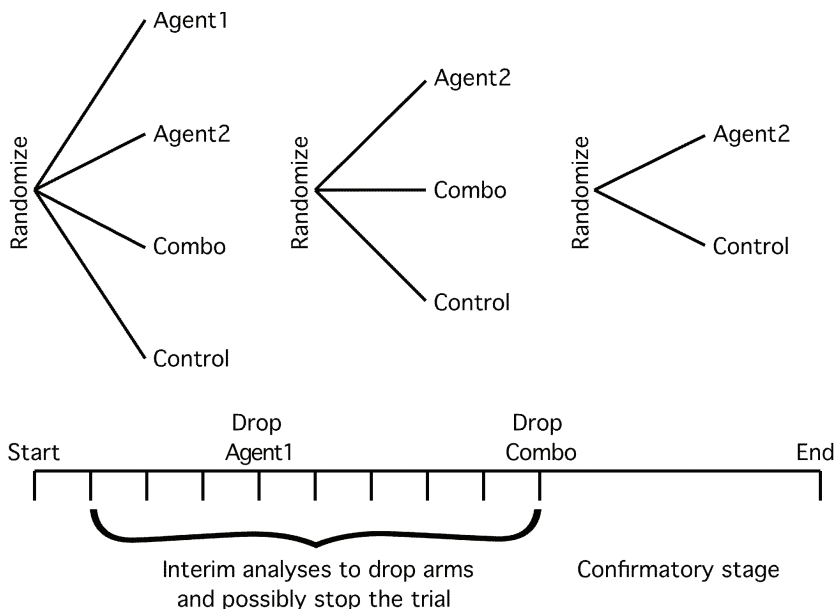 Randomize
Agent1
Agent2
Combo
Control
Randomize
Agent2
Combo
Control
Randomize
Agent2
Control
Start
Drop
Agent1
Drop
Combo
End
Interim analyses to drop arms
and possibly stop the trial
Confirmatory stage